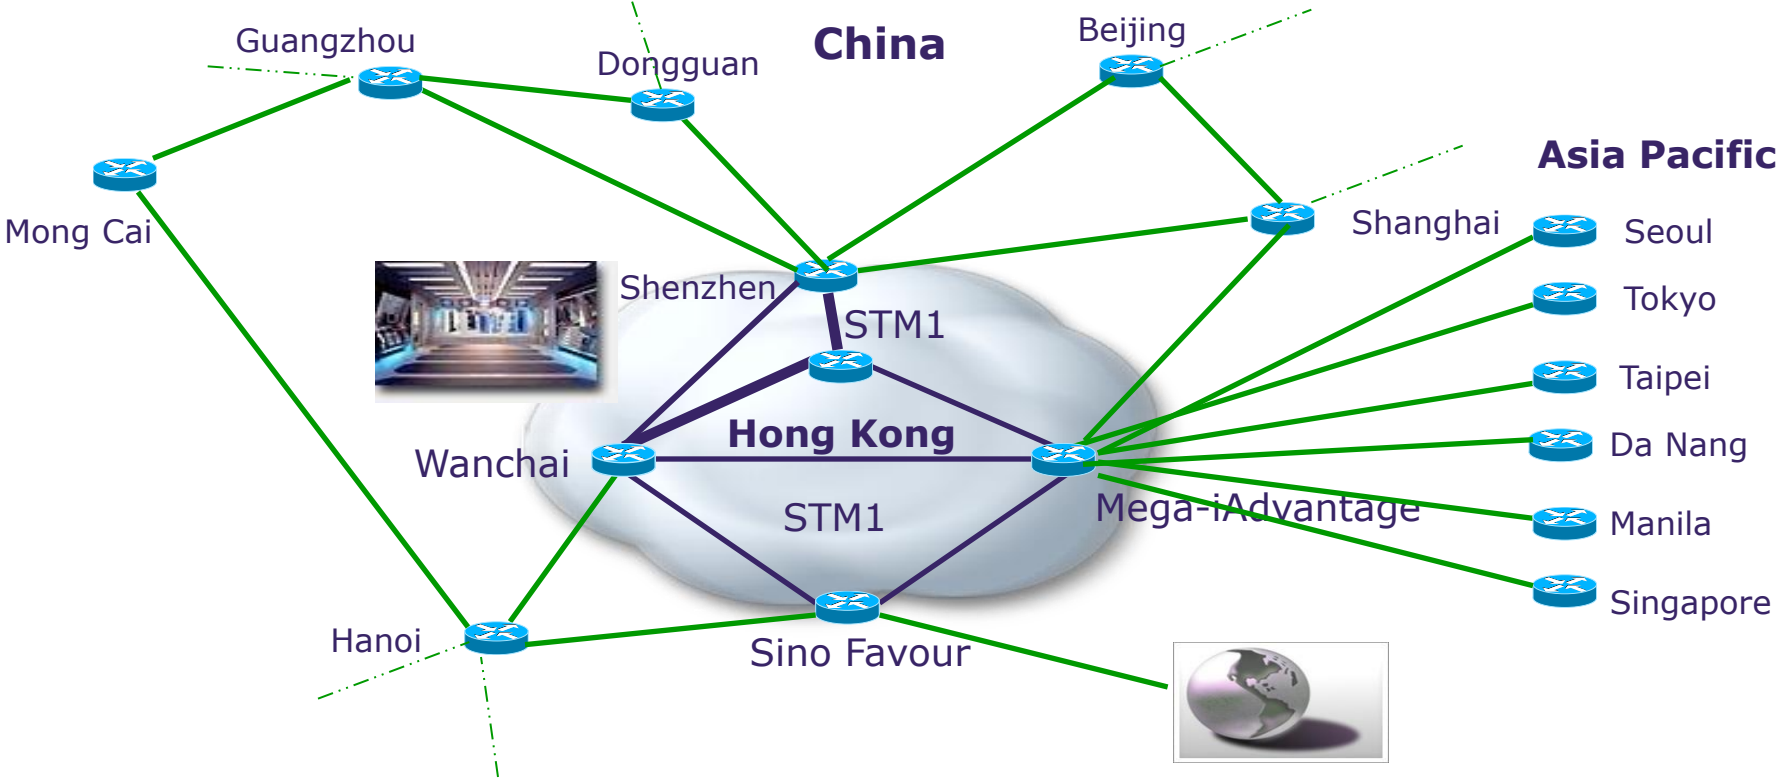 China
Beijing
Guangzhou
Dongguan
Asia Pacific
Mong Cai
Shanghai
Seoul
Shenzhen
Tokyo
STM1
Taipei
Hong Kong
Da Nang
Wanchai
Mega-iAdvantage
STM1
Manila
Singapore
Hanoi
Sino Favour